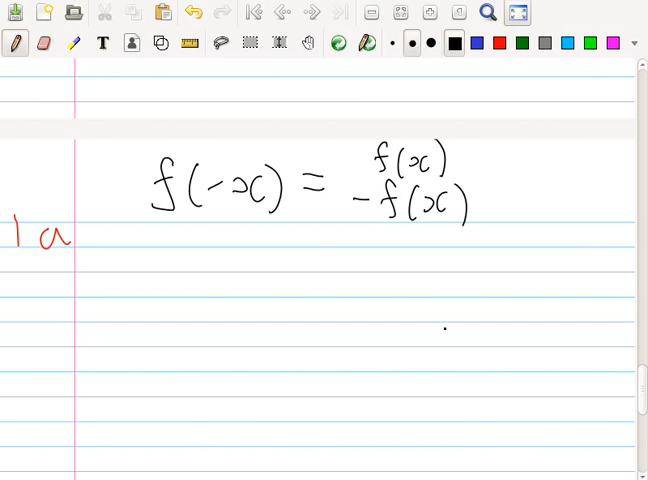 f(x)
f(-x) =
-f(x)
1a